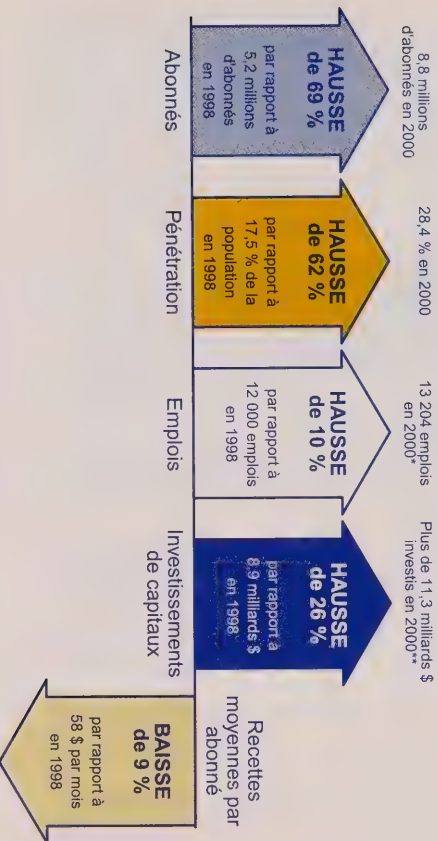 8,8 millions
d'abonnés en 2000
HAUSSE
de 69 %
par rapport à
5,2 millions
d'abonnés
en 1998
Abonnés
28,4 % en 2000
HAUSSE
de 62 %
par rapport à
17,5 % de la
population
en 1998
Pénétration
13 204 emplois
en 2000*
HAUSSE
de 10 %
par rapport à
12 000 emplois
en 1998
Emplois
Plus de 11,3 milliards $
investis en 2000**
HAUSSE
de 26 %
par rapport à
8,9 milliards $
en 1998
Investissements
de capitaux
Recettes
moyennes par
abonné
BAISSE
de 9 %
par rapport à
58 $ par mois
en 1998